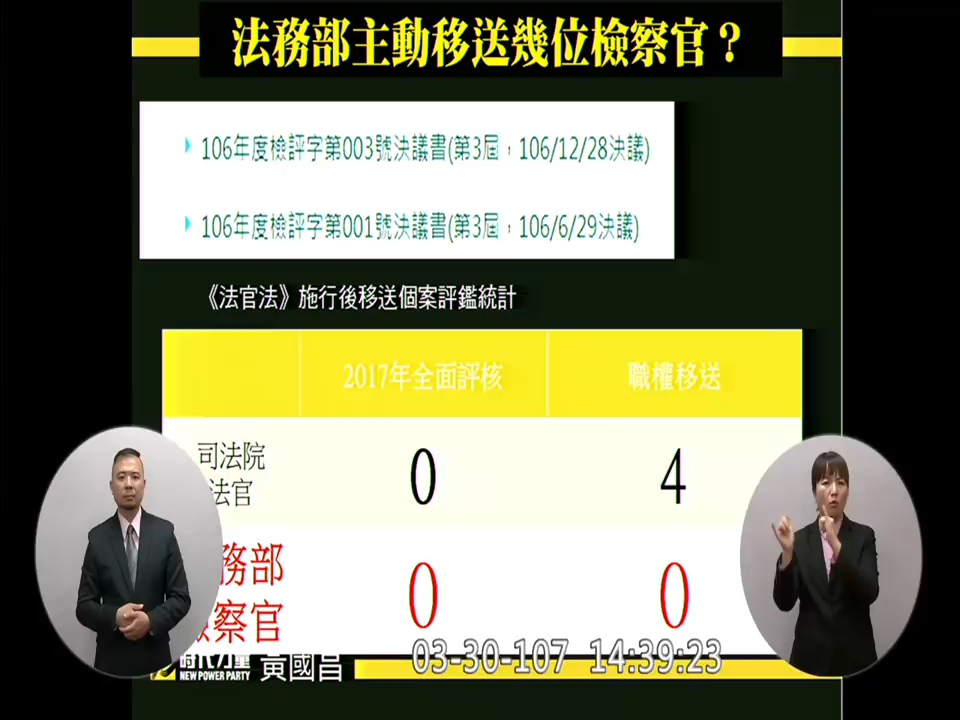 法務部主動移送幾位檢察官？
106年度檢評字第003號決議書(第3屆，106/12/28決議)
106年度檢評字第001號決議書(第3屆，106/6/29決議)
《法官法》施行後移送個案評鑑統計
2017年全面評核 職權移送
司法院
法官 0 4
務部
察官 0 0
時代力量
NEW POWER PARTY 黃國昌
03-30-107 14:39:23